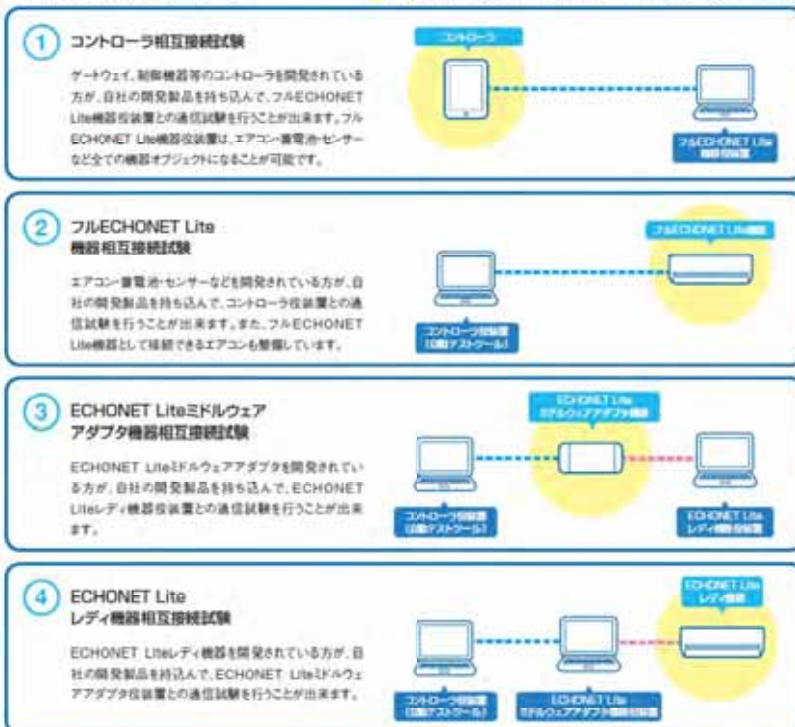 1
コントローラ相互接続試験
ゲートウェイ、制御機器等のコントローラを開発されている
方が、自社の開発製品を持ち込んで、フルECHONET
Lite機器役装置との通信試験を行うことが出来ます。フル
ECHONET Lite機器役装置は、エアコン・蓄電池・センサー
など全ての機器オブジェクトになることが可能です。
コントローラ
フルECHONET Lite
機器役装置
2
フルECHONET Lite
機器相互接続試験
エアコン・蓄電池・センサーなどを開発されている方が、自
社の開発製品を持ち込んで、コントローラ役装置との通
信試験を行うことが出来ます。また、フルECHONET
Lite機器として接続できるエアコンも整備しています。
フルECHONET Lite機器
コントローラ役装置
(自動テストツール)
3
ECHONET Liteミドルウェア
アダプタ機器相互接続試験
ECHONET Liteミドルウェアアダプタを開発されてい
る方が、自社の開発製品を持ち込んで、ECHONET
Liteレディ機器役装置との通信試験を行うことが出来
ます。
ECHONET Lite
ミドルウェアアダプタ機器
コントローラ役装置
(自動テストツール)
ECHONET Lite
レディ機器役装置
4
ECHONET Lite
レディ機器相互接続試験
ECHONET Liteレディ機器を開発されている方が、自
社の開発製品を持込んで、ECHONET Liteミドルウェ
アアダプタ役装置との通信試験を行うことが出来ます。
ECHONET Lite
レディ機器
コントローラ役装置
(自動テストツール)
ECHONET Lite
ミドルウェアアダプタ機器役装置